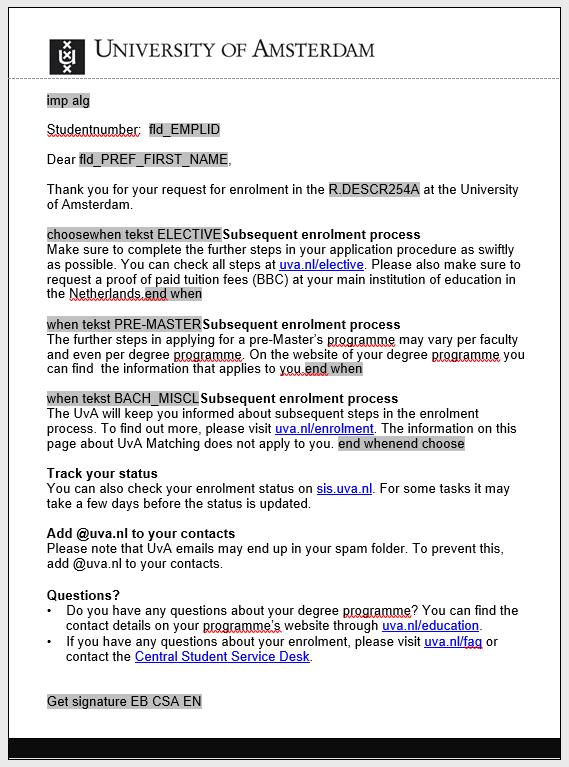 UNIVERSITY OF AMSTERDAM
imp alg
Studentnumber: fld_EMPLID
Dear fld_PREF_FIRST_NAME,
Thank you for your request for enrolment in the R.DESCR254A at the University
of Amsterdam.
choosewhen tekst ELECTIVESubsequent enrolment process
Make sure to complete the further steps in your application procedure as swiftly
as possible. You can check all steps at uva.nl/elective. Please also make sure to
request a proof of paid tuition fees (BBC) at your main institution of education in
the Netherlands.end when
when tekst PRE-MASTERSubsequent enrolment process
The further steps in applying for a pre-Master's programme may vary per faculty
and even per degree programme. On the website of your degree programme you
can find  the information that applies to you.end when
when tekst BACH_MISCLSubsequent enrolment process
The UvA will keep you informed about subsequent steps in the enrolment
process. To find out more, please visit uva.nl/enrolment. The information on this
page about UvA Matching does not apply to you. end whenend choose
Track your status
You can also check your enrolment status on sis.uva.nl. For some tasks it may
take a few days before the status is updated.
Add @uva.nl to your contacts
Please note that UvA emails may end up in your spam folder. To prevent this,
add @uva.nl to your contacts.
Questions?
• Do you have any questions about your degree programme? You can find the
contact details on your programme's website through uva.nl/education.
• If you have any questions about your enrolment, please visit uva.nl/faq or
contact the Central Student Service Desk.
Get signature EB CSA EN